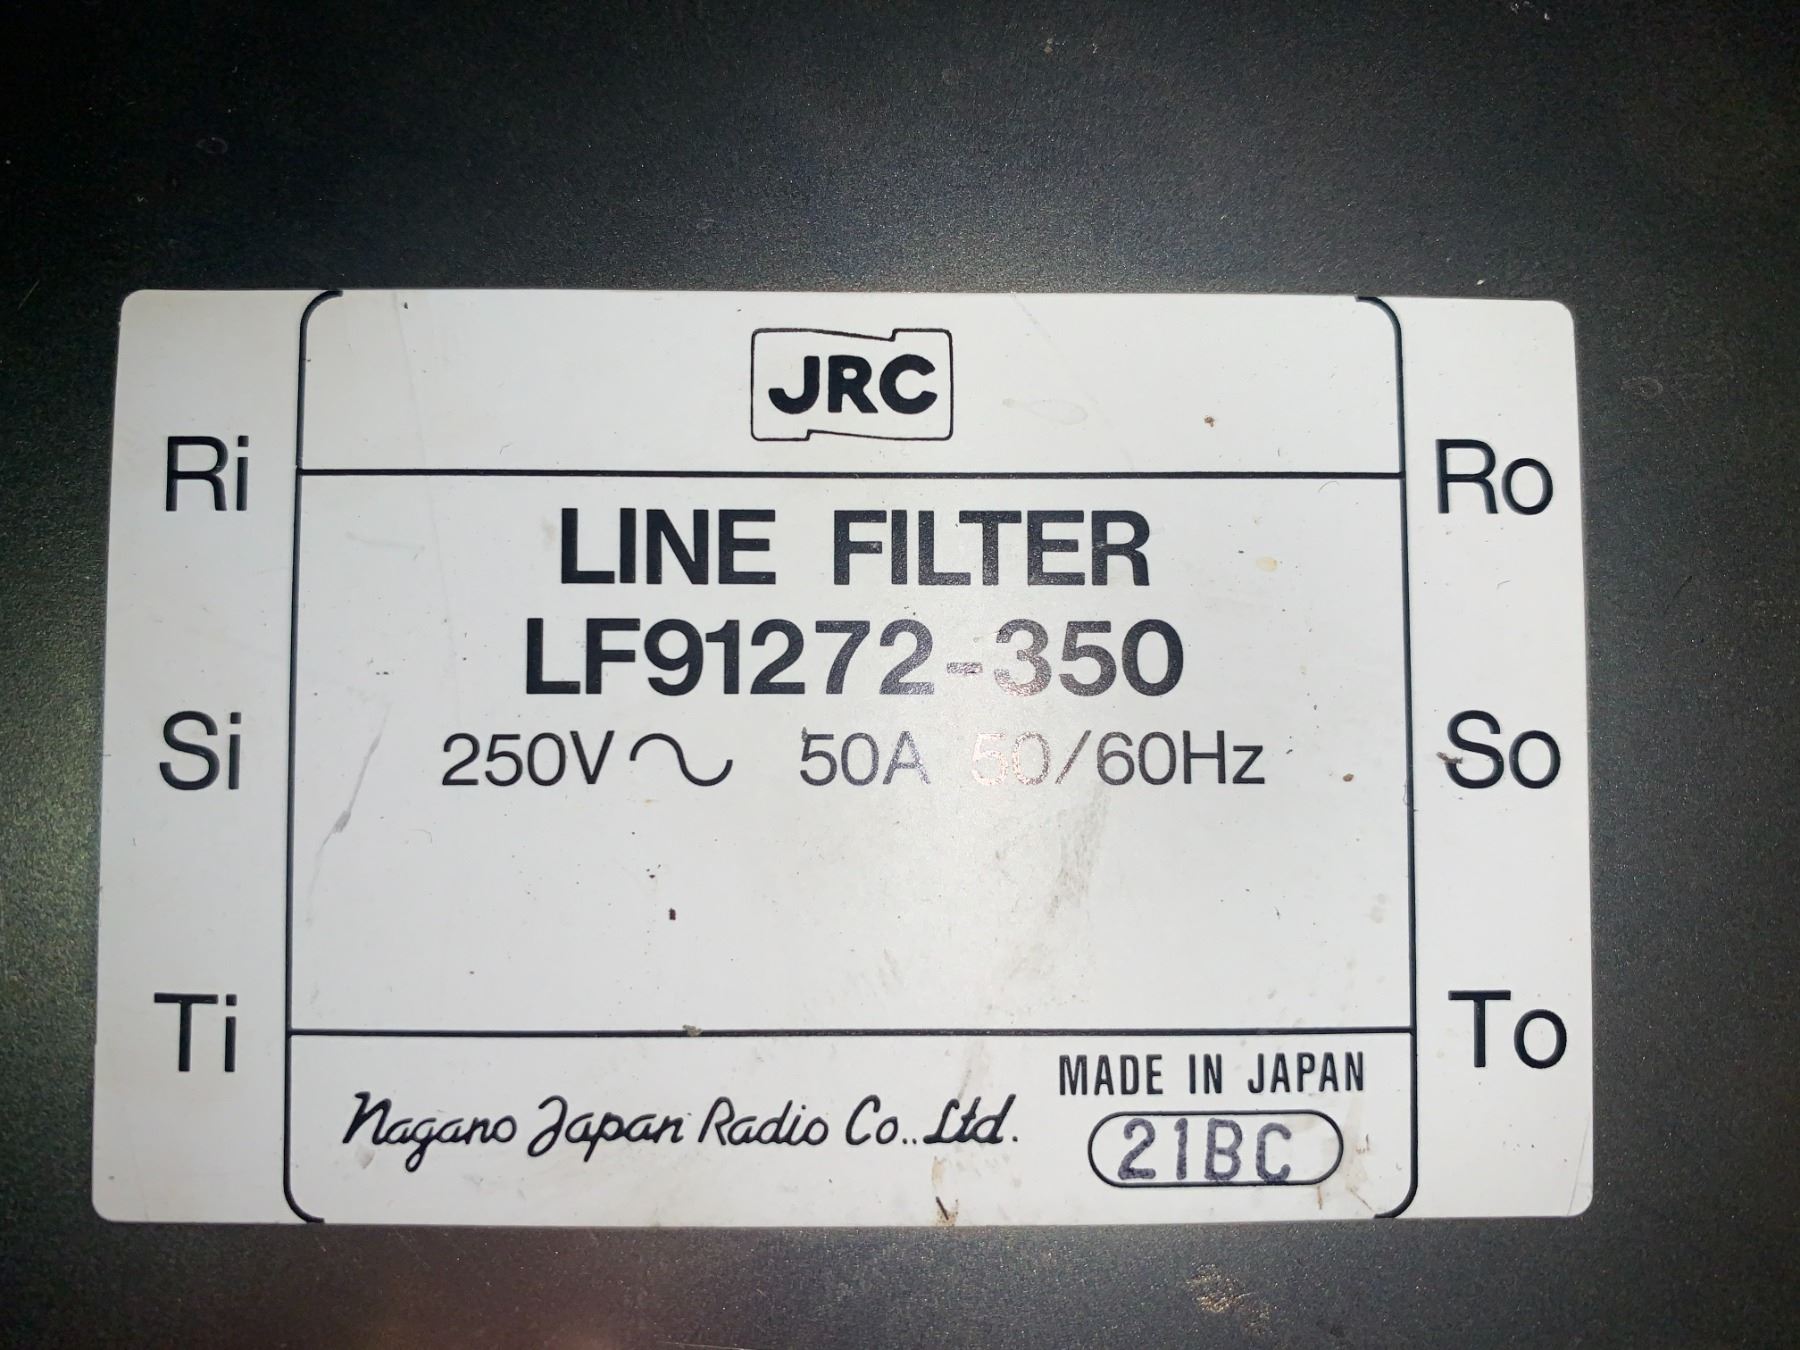 JRC
Ri
Ro
LINE FILTER
LF91272-350
250V∿ 50A 50/60Hz
Si
So
Ti
To
MADE IN JAPAN
Nagano Japan Radio Co., Ltd.
21BC